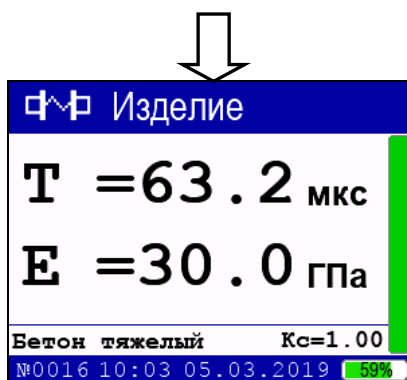 Изделие
T =63.2 мкс
E =30.0 ГПа
Бетон тяжелый Кс=1.00
№0016 10:03 05.03.2019 59%